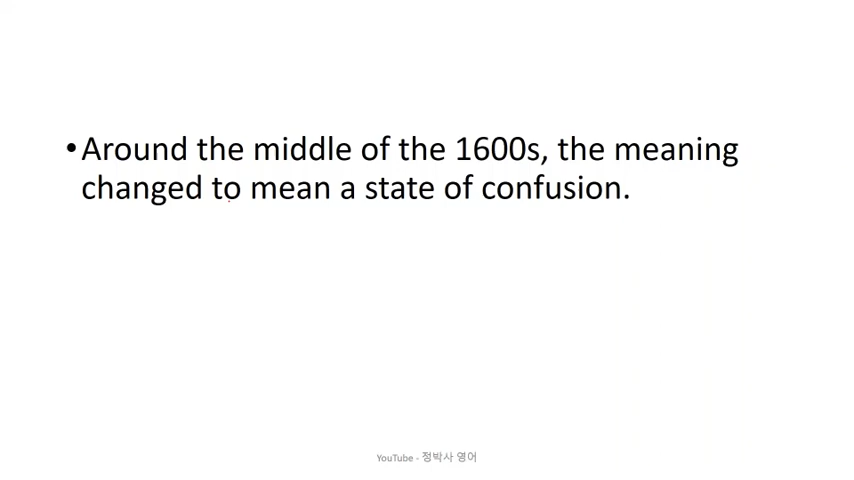 •Around the middle of the 1600s, the meaning
changed to mean a state of confusion.
YouTube - 정박사 영어